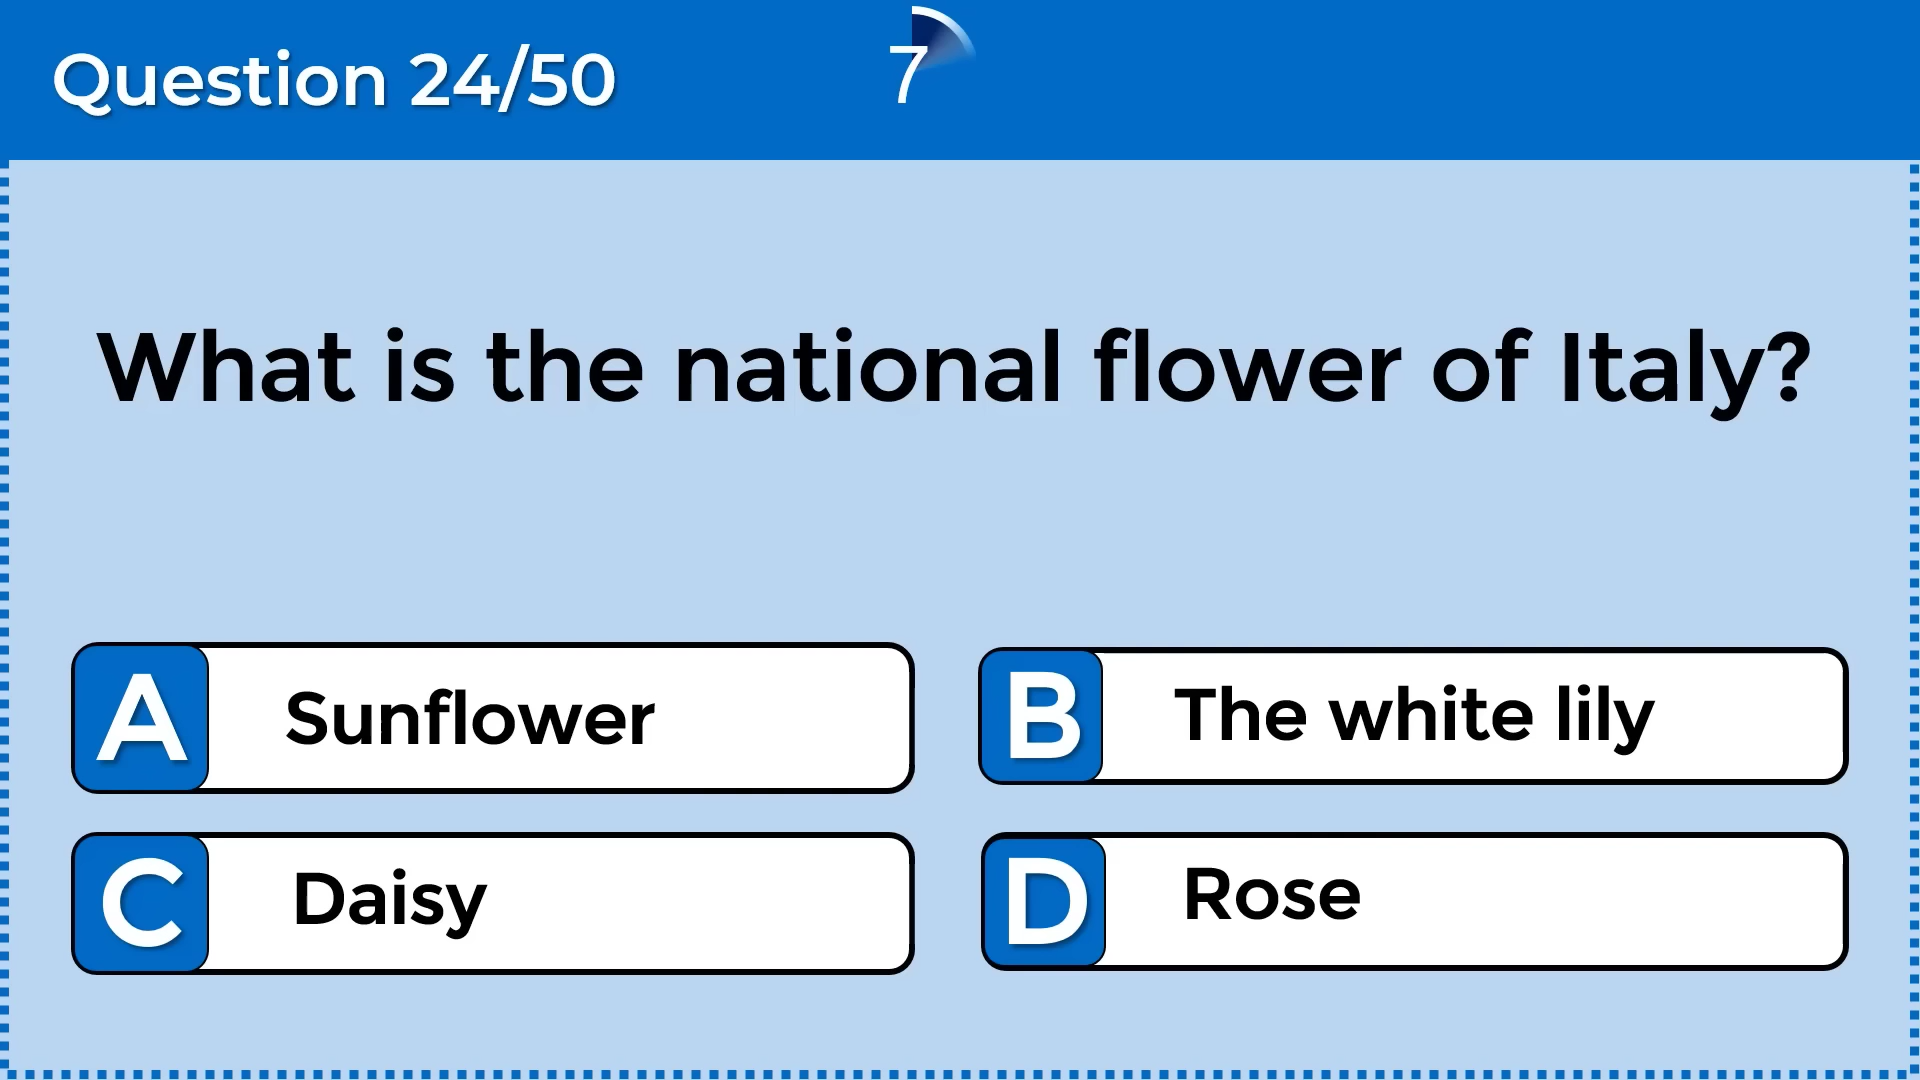 Question 24/50
7
What is the national flower of Italy?
A Sunflower
B The white lily
C Daisy
D Rose